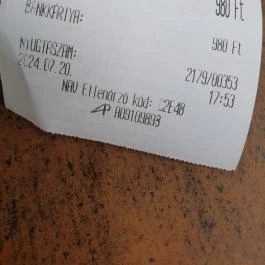 BANKKÁRTYA: 980 Ft
980 Ft
NYUGTASZÁM: 2179/00353
2024.07.20. 17:53
NAV Ellenőrző kód: C2E48
AP A09109893